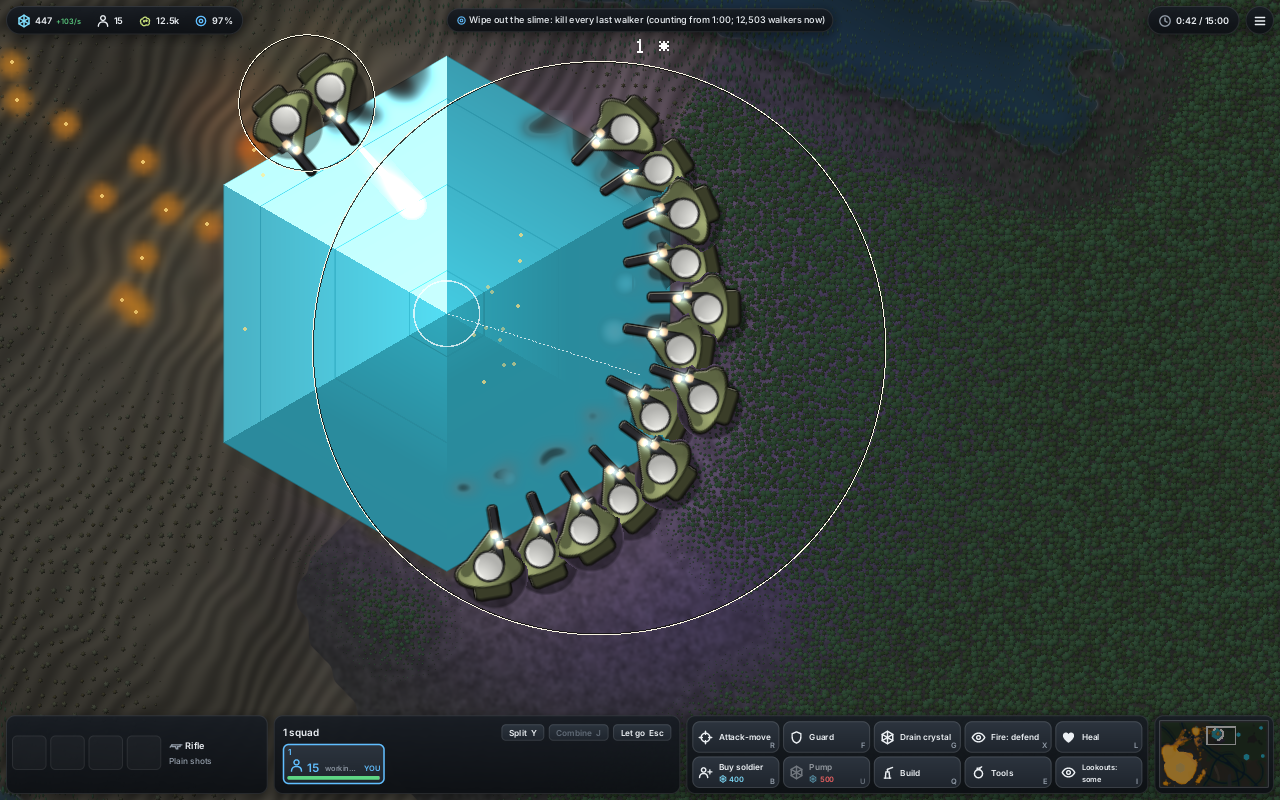 447 +103/s 15 12.5k 97%
Wipe out the slime: kill every last walker (counting from 1:00; 12,503 walkers now)
0:42 / 15:00
1
Rifle
Plain shots
1 squad
Split Y
Combine J
Let go Esc
1
15 workin... YOU
Attack-move R
Guard F
Drain crystal G
Fire: defend X
Heal L
Buy soldier 400 B
Pump 500 U
Build Q
Tools E
Lookouts: some I